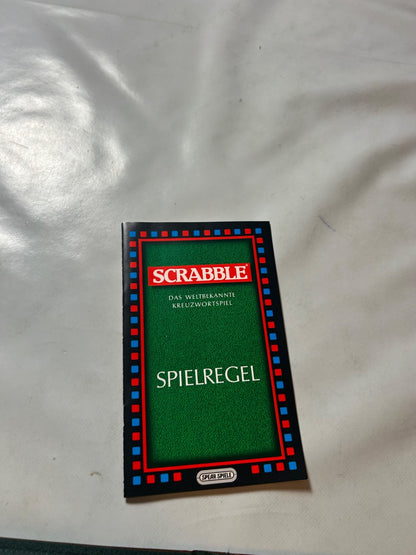 SCRABBLE®
DAS WELTBEKANNTE
KREUZWORTSPIEL
SPIELREGEL
SPEAR SPIELE